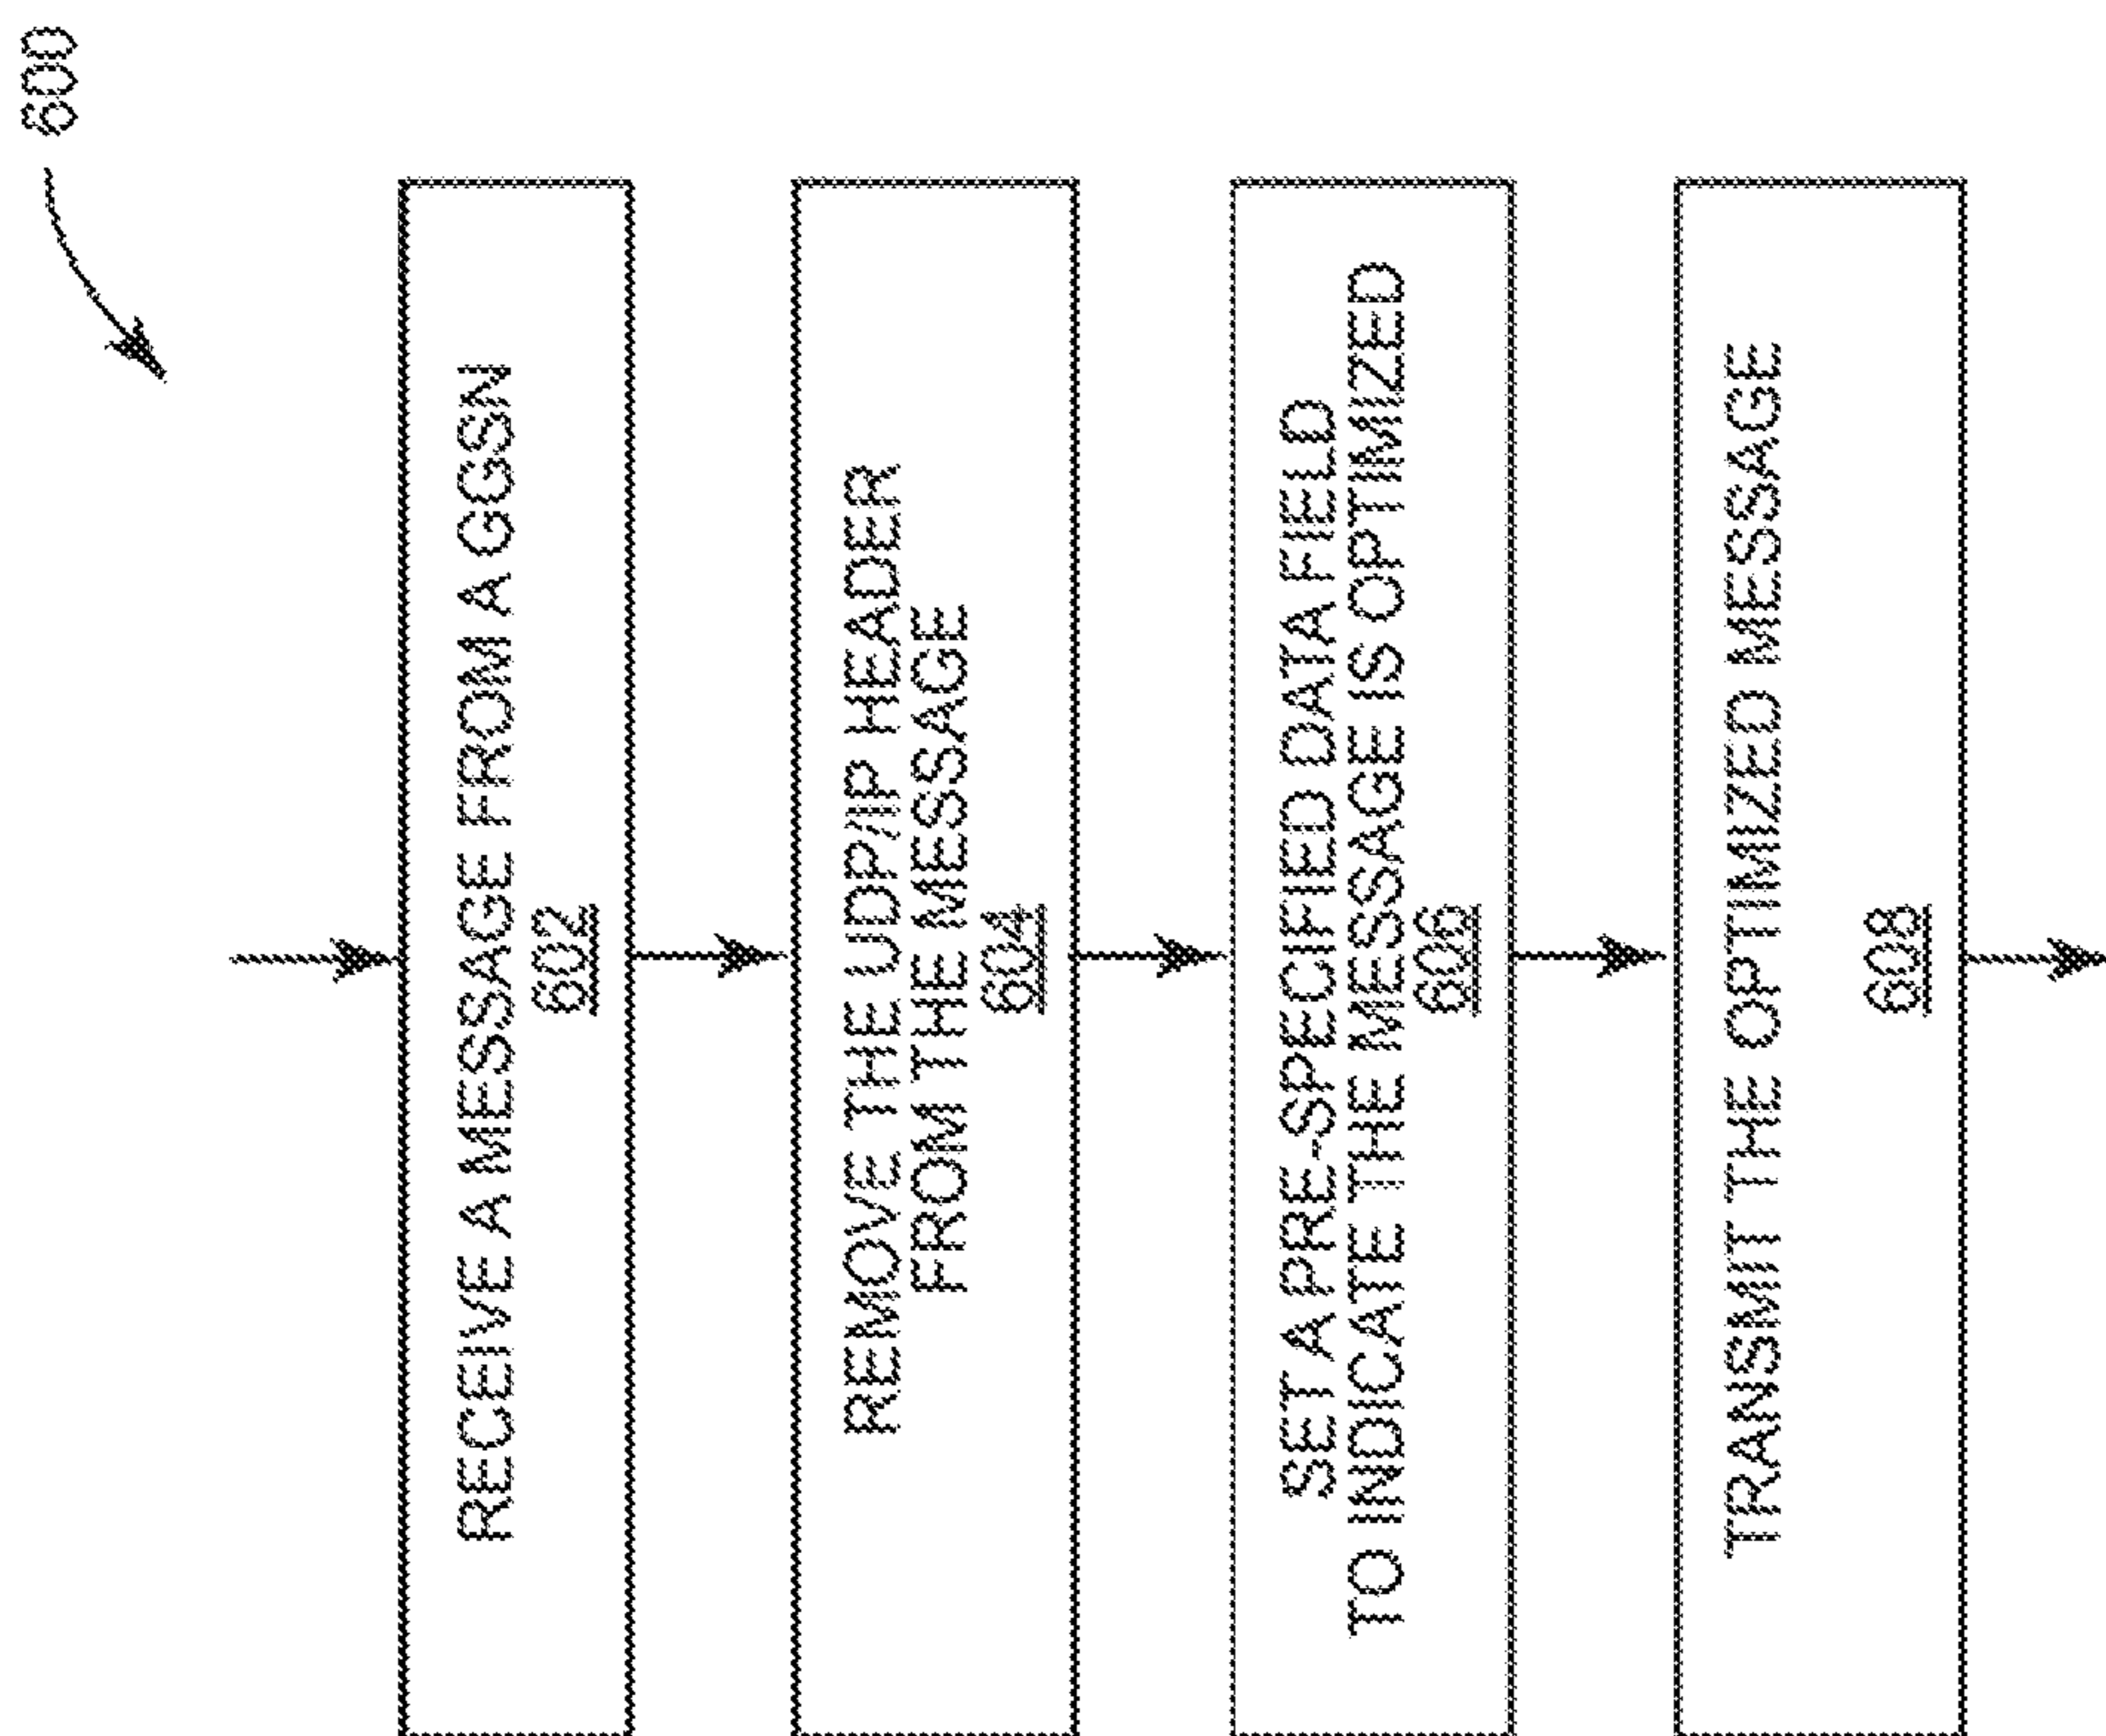 600
RECEIVE A MESSAGE FROM A GGSN
602
REMOVE THE UDP/IP HEADER
FROM THE MESSAGE
604
SET A PRE-SPECIFIED DATA FIELD
TO INDICATE THE MESSAGE IS OPTIMIZED
606
TRANSMIT THE OPTIMIZED MESSAGE
608